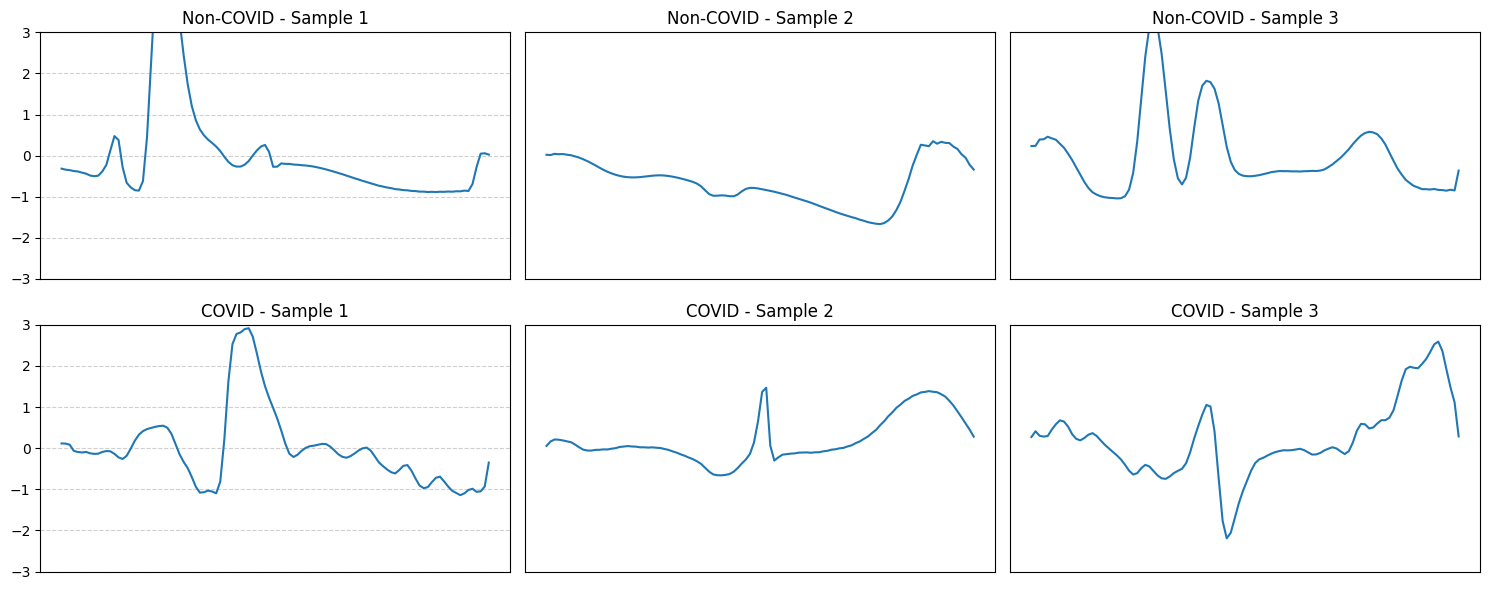 Non-COVID - Sample 1
Non-COVID - Sample 2
Non-COVID - Sample 3
3
2
1
0
−1
−2
−3
COVID - Sample 1
COVID - Sample 2
COVID - Sample 3
3
2
1
0
−1
−2
−3